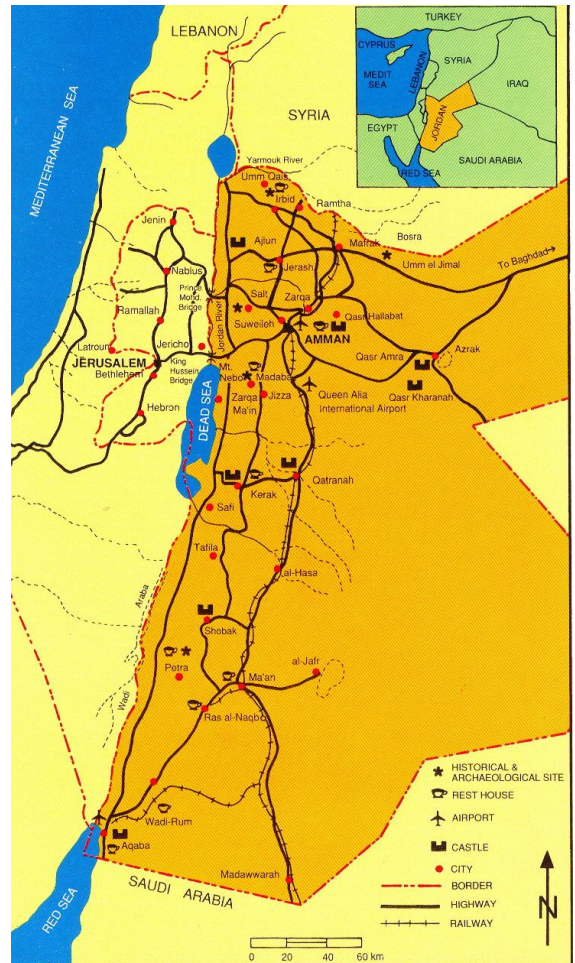 LEBANON
SYRIA
MEDITERRANEAN SEA
TURKEY
CYPRUS
MEDIT
SEA
LEBANON
SYRIA
IRAQ
JORDAN
EGYPT
RED SEA
SAUDI ARABIA
Yarmouk River
Umm Qais
Irbid
Ramtha
Jenin
Ajlun
Mafrak
Bosra
Umm el Jimal
To Baghdad
Nablus
Jerash
Prince
Mohd.
Bridge
Salt
Zarqa
Ramallah
Jordan River
Suweileh
Qasr Hallabat
AMMAN
Latroun
Jericho
JERUSALEM
Bethlehem
King
Hussein
Bridge
Mt.
Nebo
Madaba
Qasr Amra
Azrak
Qasr Kharanah
Zarqa
Ma'in
Jizza
Queen Alia
International Airport
Hebron
DEAD SEA
Kerak
Qatranah
Safi
Tafila
al-Hasa
Wadi Araba
Shobak
Petra
al-Jafr
Ma'an
Ras al-Naqbo
Wadi-Rum
Aqaba
Madawwarah
RED SEA
SAUDI ARABIA
HISTORICAL &
ARCHAEOLOGICAL SITE
REST HOUSE
AIRPORT
CASTLE
CITY
BORDER
HIGHWAY
RAILWAY
N
0 20 40 60 km